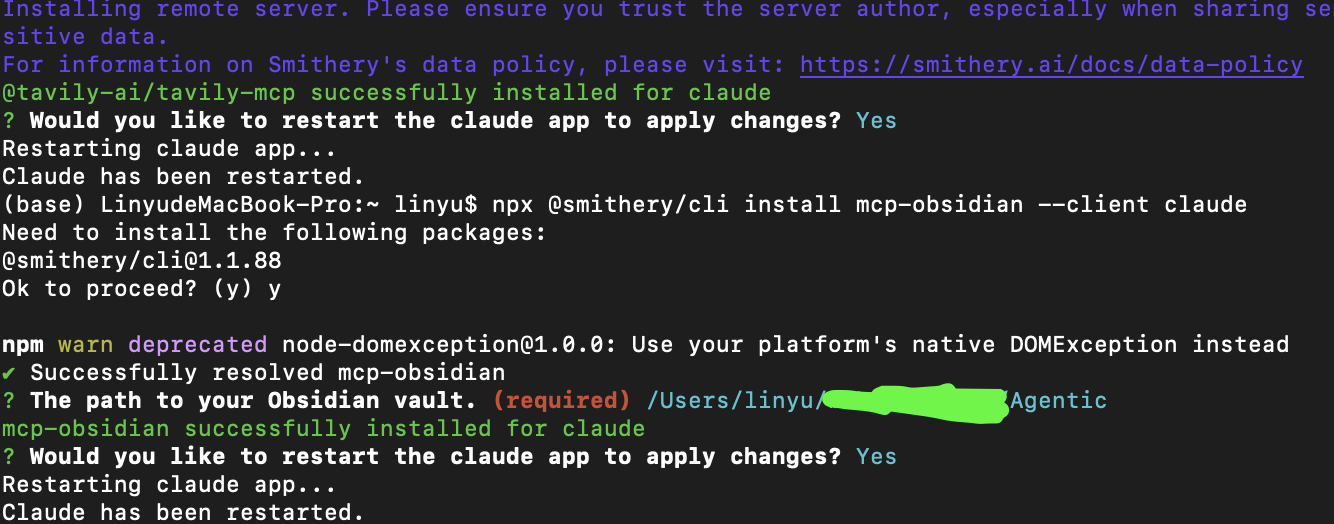 Installing remote server. Please ensure you trust the server author, especially when sharing se
sitive data.
For information on Smithery's data policy, please visit: https://smithery.ai/docs/data-policy
@tavily-ai/tavily-mcp successfully installed for claude
? Would you like to restart the claude app to apply changes? Yes
Restarting claude app...
Claude has been restarted.
(base) LinyudeMacBook-Pro:~ linyu$ npx @smithery/cli install mcp-obsidian --client claude
Need to install the following packages:
@smithery/cli@1.1.88
Ok to proceed? (y) y
npm warn deprecated node-domexception@1.0.0: Use your platform's native DOMException instead
✔ Successfully resolved mcp-obsidian
? The path to your Obsidian vault. (required) /Users/linyu/ /Agentic
mcp-obsidian successfully installed for claude
? Would you like to restart the claude app to apply changes? Yes
Restarting claude app...
Claude has been restarted.